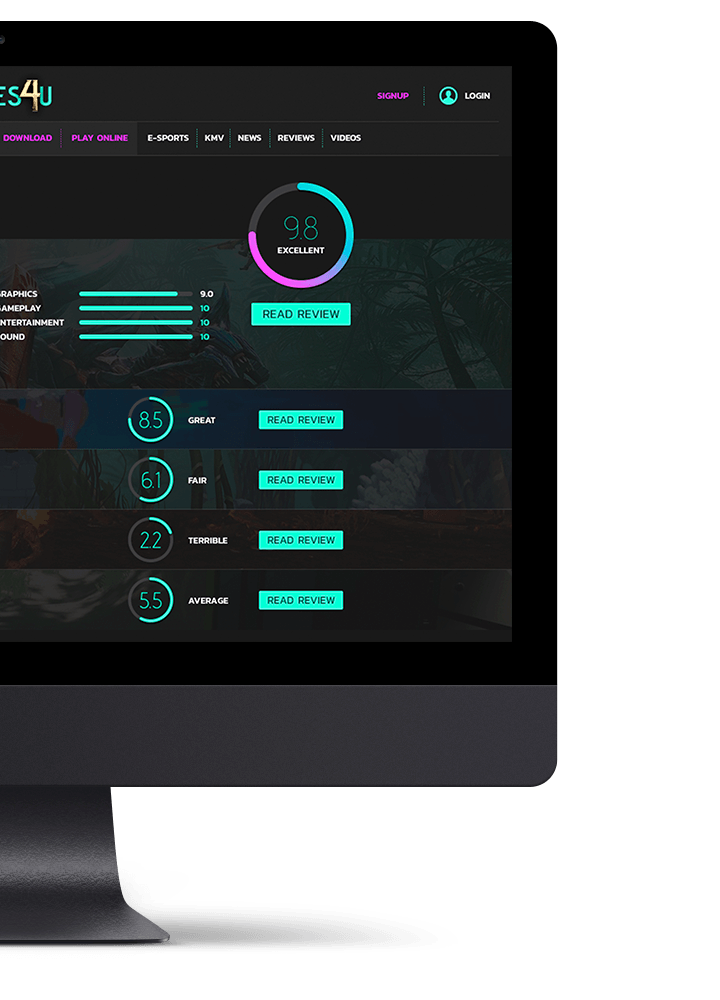 ES4U
SIGNUP
LOGIN
DOWNLOAD
PLAY ONLINE
E-SPORTS
KMV
NEWS
REVIEWS
VIDEOS
9.8
EXCELLENT
RAPHICS 9.0
AMEPLAY 10
NTERTAINMENT 10
OUND 10
READ REVIEW
8.5 GREAT READ REVIEW
6.1 FAIR READ REVIEW
2.2 TERRIBLE READ REVIEW
5.5 AVERAGE READ REVIEW